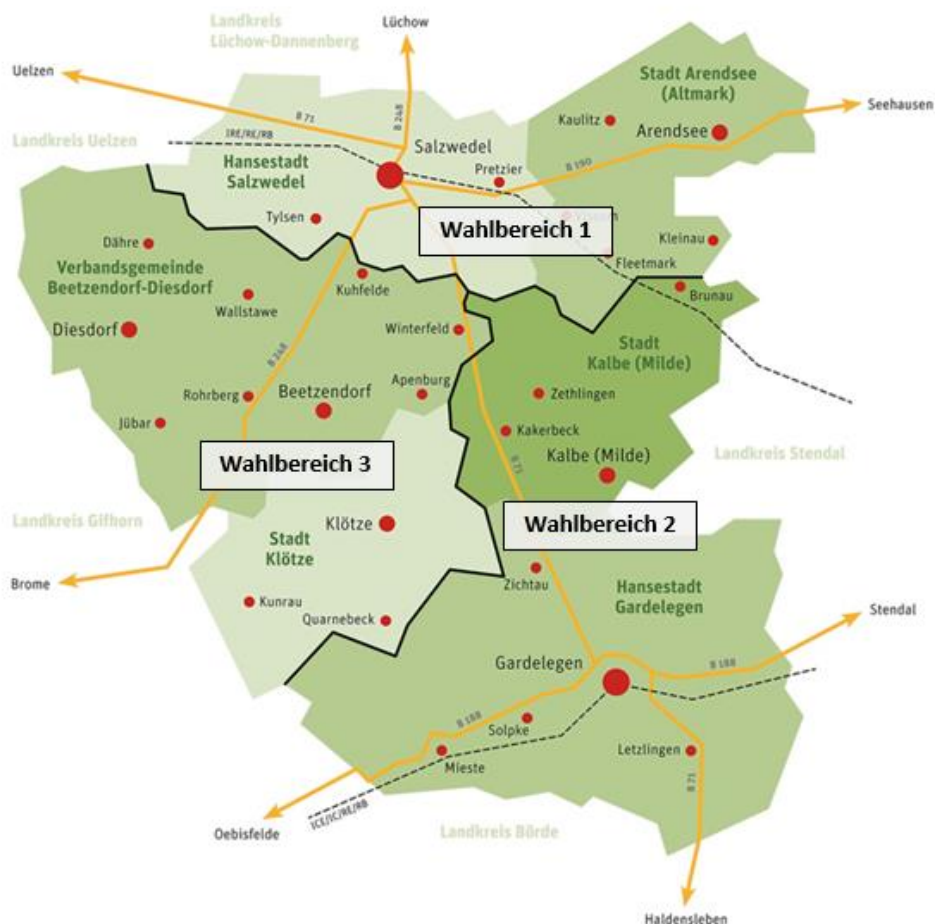 Landkreis
Lüchow-Dannenberg
Lüchow
Uelzen
Stadt Arendsee
(Altmark)
Seehausen
B 71
B 248
Kaulitz
Arendsee
Landkreis Uelzen
IRE/RE/RB
Salzwedel
Hansestadt
Salzwedel
Pretzier
B 190
Tylsen
Wahlbereich 1
Kleinau
Dähre
Fleetmark
Verbandsgemeinde
Beetzendorf-Diesdorf
Kuhfelde
Brunau
Wallstawe
Diesdorf
Winterfeld
Stadt
Kalbe (Milde)
B 248
Apenburg
Rohrberg
Beetzendorf
Zethlingen
Jübar
Kakerbeck
Wahlbereich 3
B 71
Kalbe (Milde)
Landkreis Stendal
Landkreis Gifhorn
Klötze
Wahlbereich 2
Stadt
Klötze
Brome
Zichtau
Hansestadt
Gardelegen
Kunrau
Quarnebeck
Stendal
Gardelegen
B 188
B 188
Solpke
Mieste
Letzlingen
B 71
ICE/IC/RE/RB
Oebisfelde
Landkreis Börde
Haldensleben